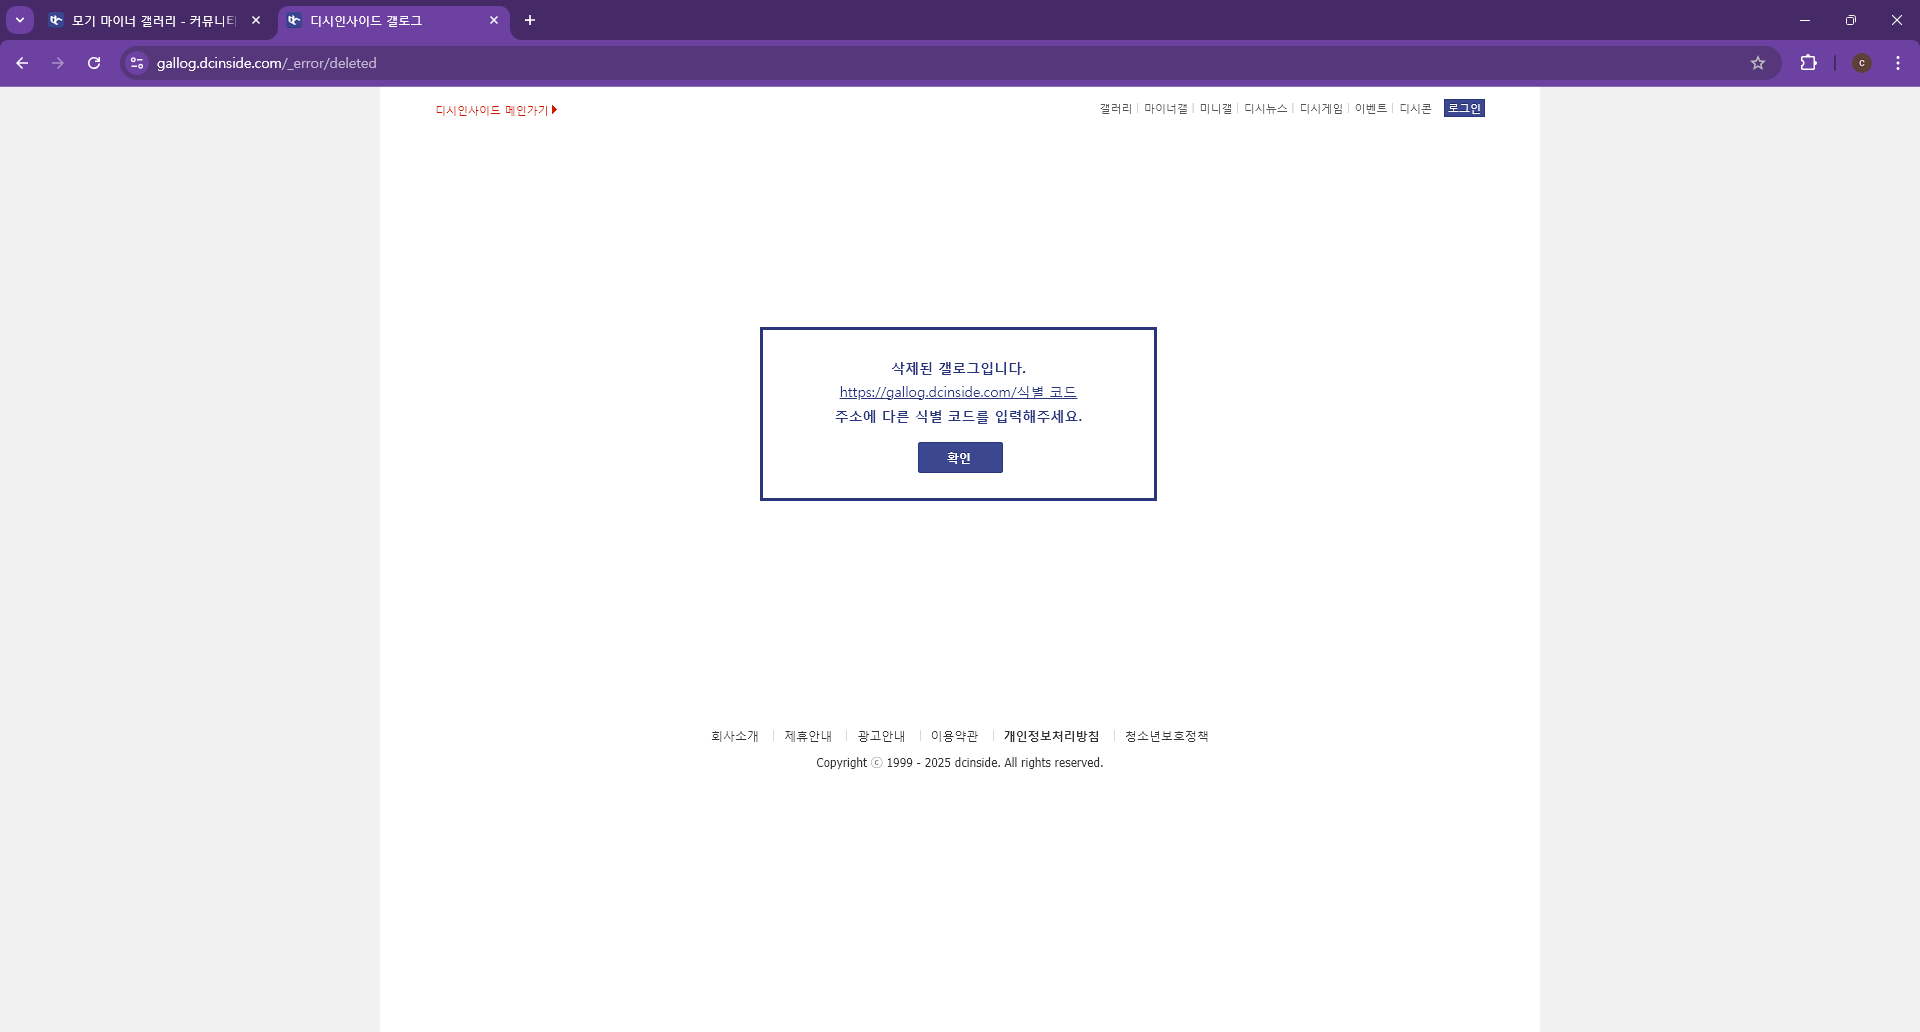 모기 마이너 갤러리 - 커뮤니티
디시인사이드 갤로그
gallog.dcinside.com/_error/deleted
c
디시인사이드 메인가기
갤러리 마이너갤 미니갤 디시뉴스 디시게임 이벤트 디시콘 로그인
삭제된 갤로그입니다.
https://gallog.dcinside.com/식별 코드
주소에 다른 식별 코드를 입력해주세요.
확인
회사소개 제휴안내 광고안내 이용약관 개인정보처리방침 청소년보호정책
Copyright ⓒ 1999 - 2025 dcinside. All rights reserved.